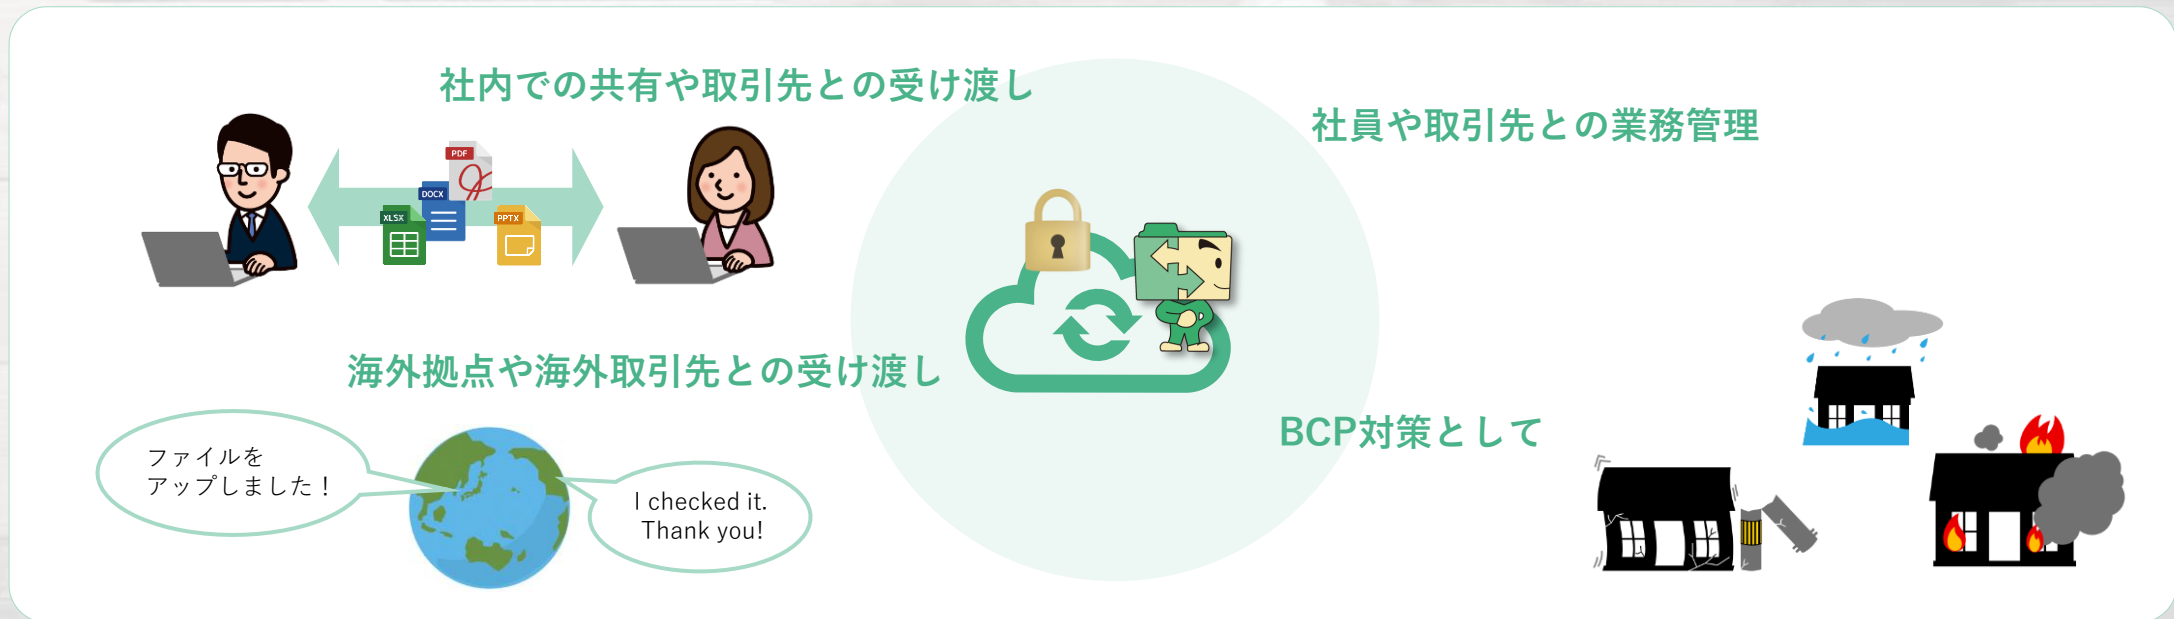 社内での共有や取引先との受け渡し
PDF
DOCX
XLSX
PPTX
社員や取引先との業務管理
海外拠点や海外取引先との受け渡し
ファイルを
アップしました！
I checked it.
Thank you!
BCP対策として